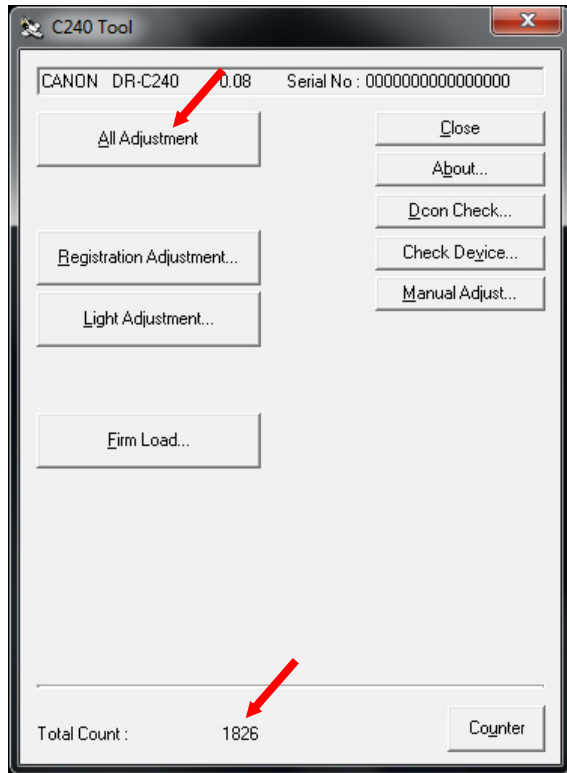 C240 Tool
CANON DR-C240 0.08 Serial No : 0000000000000000
All Adjustment
Close
About...
Dcon Check...
Registration Adjustment...
Check Device...
Light Adjustment...
Manual Adjust...
Firm Load...
Total Count : 1826
Counter